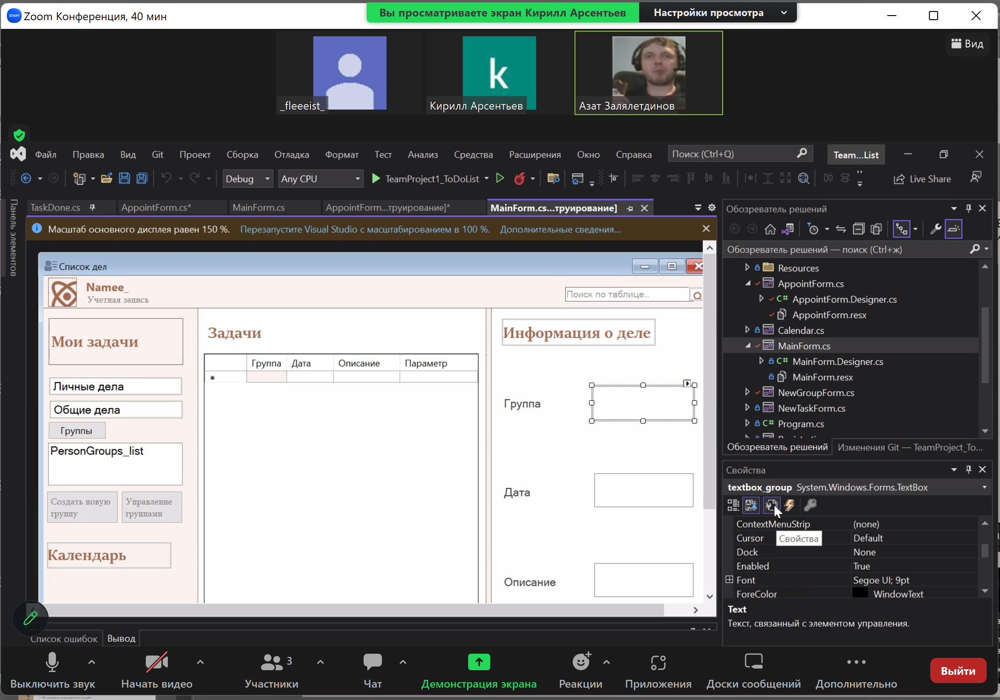 zoom
Zoom Конференция, 40 мин
Вы просматриваете экран Кирилл Арсентьев
Настройки просмотра
Вид
_fleeeist_
k
Кирилл Арсентьев
Азат Залялетдинов
Файл Правка Вид Git Проект Сборка Отладка Формат Тест Анализ Средства Расширения Окно Справка
Поиск (Ctrl+Q)
Team...List
Debug
Any CPU
TeamProject1_ToDoList
Live Share
Панель элементов
TaskDone.cs
AppointForm.cs*
MainForm.cs
AppointForm...труирование]*
MainForm.cs...труирование]
Масштаб основного дисплея равен 150 %. Перезапустите Visual Studio с масштабированием в 100 %. Дополнительные сведения...
Список дел
Namee_
Учетная запись
Поиск по таблице..
Мои задачи
Личные дела
Общие дела
Группы
PersonGroups_list
Создать новую
группу
Управление
группами
Календарь
Задачи
Группа Дата Описание Параметр
Информация о деле
Группа
Дата
Описание
Список ошибок
Вывод
Обозреватель решений
Обозреватель решений — поиск (Ctrl+ж)
Resources
AppointForm.cs
C# AppointForm.Designer.cs
AppointForm.resx
Calendar.cs
MainForm.cs
C# MainForm.Designer.cs
MainForm.resx
NewGroupForm.cs
NewTaskForm.cs
C# Program.cs
Обозреватель решений
Изменения Git — TeamProject_To...
Свойства
textbox_group System.Windows.Forms.TextBox
ContextMenuStrip (none)
Cursor Default
Свойства
Dock None
Enabled True
Font Segoe UI; 9pt
ForeColor WindowText
Text
Текст, связанный с элементом управления.
3
Выключить звук
Начать видео
Участники
Чат
Демонстрация экрана
Реакции
Приложения
Доски сообщений
Дополнительно
Выйти